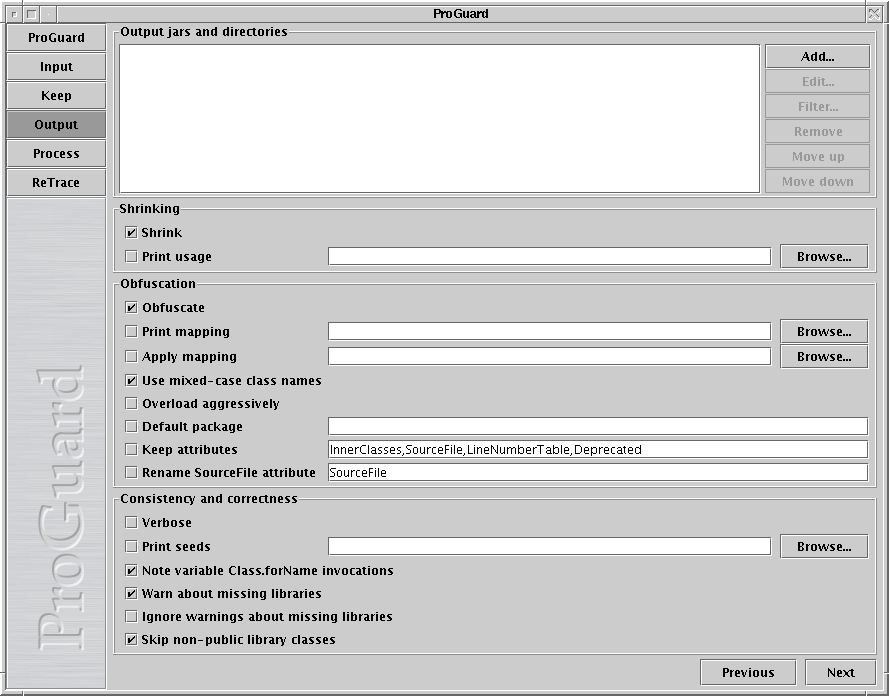 ProGuard
ProGuard
Input
Keep
Output
Process
ReTrace
ProGuard
Output jars and directories
Add...
Edit...
Filter...
Remove
Move up
Move down
Shrinking
Shrink
Print usage Browse...
Obfuscation
Obfuscate
Print mapping Browse...
Apply mapping Browse...
Use mixed-case class names
Overload aggressively
Default package
Keep attributes InnerClasses,SourceFile,LineNumberTable,Deprecated
Rename SourceFile attribute SourceFile
Consistency and correctness
Verbose
Print seeds Browse...
Note variable Class.forName invocations
Warn about missing libraries
Ignore warnings about missing libraries
Skip non-public library classes
Previous Next